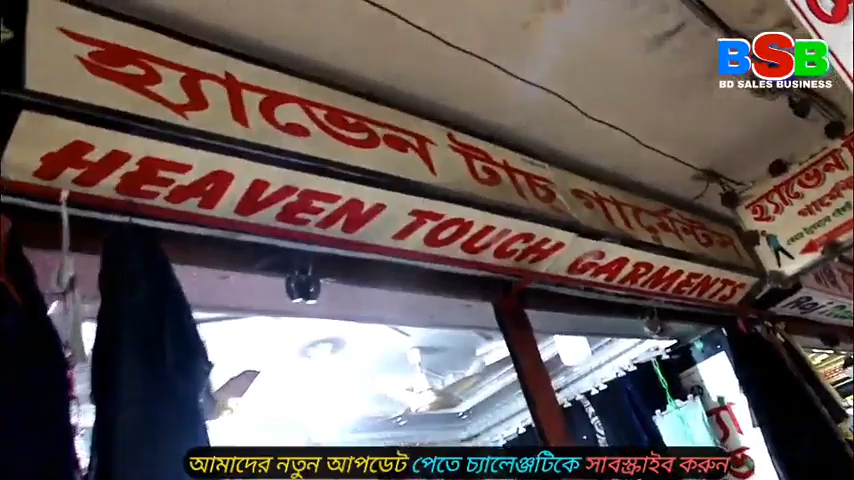 হ্যাভেন টাচ গার্মেন্টস
HEAVEN TOUCH GARMENTS
BSB
BD SALES BUSINESS
আমাদের নতুন আপডেট পেতে চ্যালেঞ্জটিকে সাবস্ক্রাইব করুন